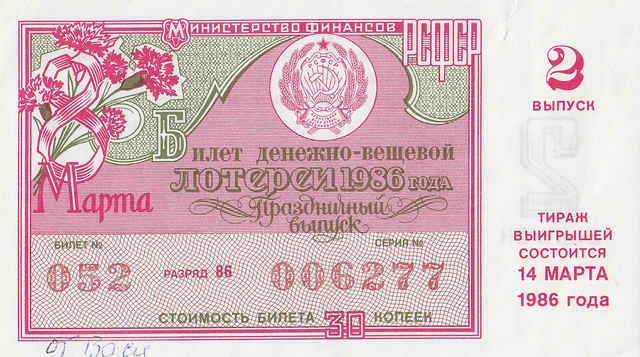 МИНИСТЕРСТВО ФИНАНСОВ
РСФСР
8
Марта
Билет денежно-вещевой
ЛОТЕРЕИ 1986 ГОДА
Праздничный
выпуск
БИЛЕТ №
СЕРИЯ №
052
РАЗРЯД 86
006277
СТОИМОСТЬ БИЛЕТА 30 КОПЕЕК
2
ВЫПУСК
ТИРАЖ
ВЫИГРЫШЕЙ
СОСТОИТСЯ
14 МАРТА
1986 года
от